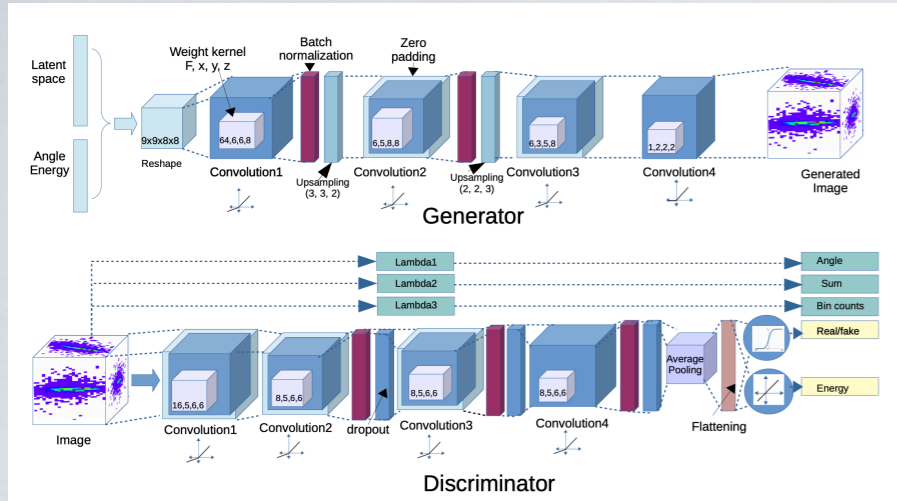 Latent
space
Angle
Energy
9x9x8x8
Reshape
Weight kernel
F, x, y, z
64,6,6,8
Convolution1
Batch
normalization
Upsampling
(3, 3, 2)
Zero
padding
6,5,8,8
Convolution2
Upsampling
(2, 2, 3)
6,3,5,8
Convolution3
1,2,2,2
Convolution4
Generated
Image
Generator
Lambda1
Angle
Lambda2
Sum
Lambda3
Bin counts
Image
16,5,6,6
Convolution1
8,5,6,6
Convolution2
dropout
8,5,6,6
Convolution3
8,5,6,6
Convolution4
Average
Pooling
Flattening
Real/fake
Energy
Discriminator